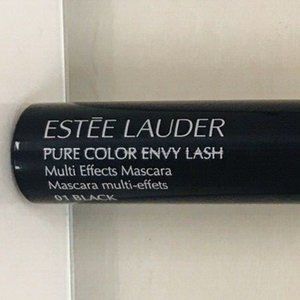 ESTĒE LAUDER
PURE COLOR ENVY LASH
Multi Effects Mascara
Mascara multi-effets
01 BLACK